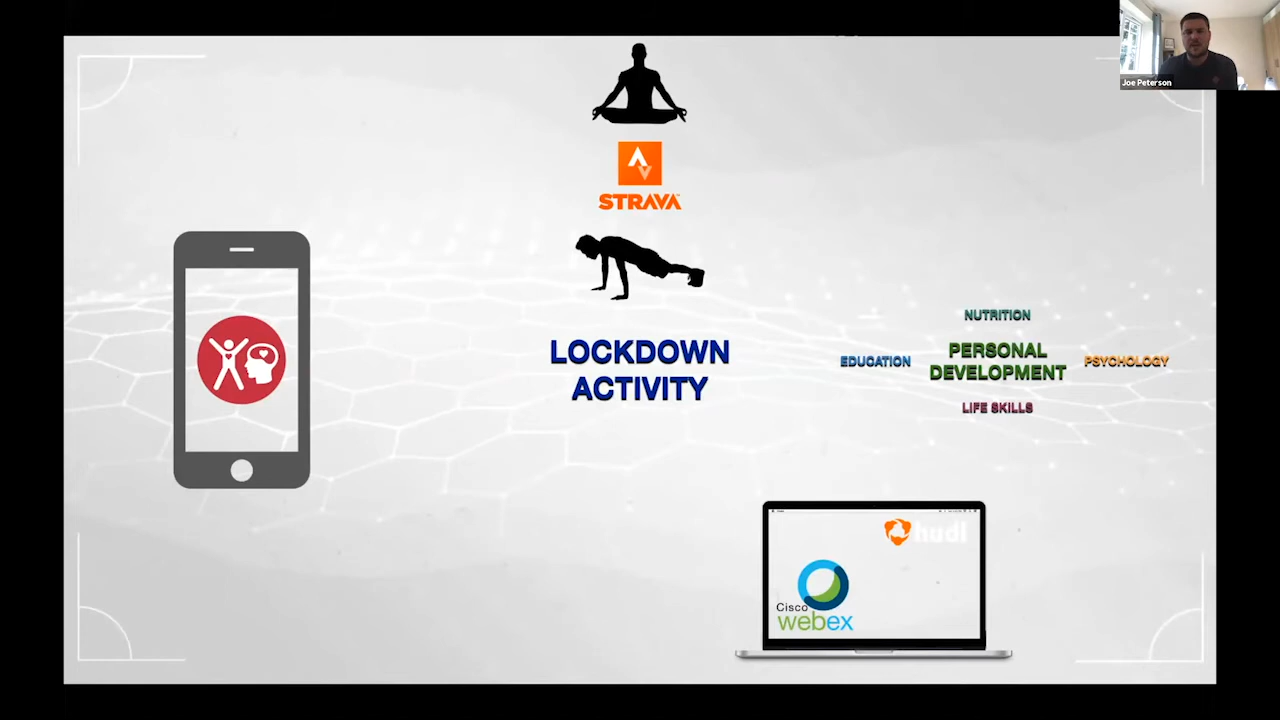 Joe Peterson
STRAVA
LOCKDOWN
ACTIVITY
NUTRITION
EDUCATION
PERSONAL
DEVELOPMENT
PSYCHOLOGY
LIFE SKILLS
hudl
Cisco
webex